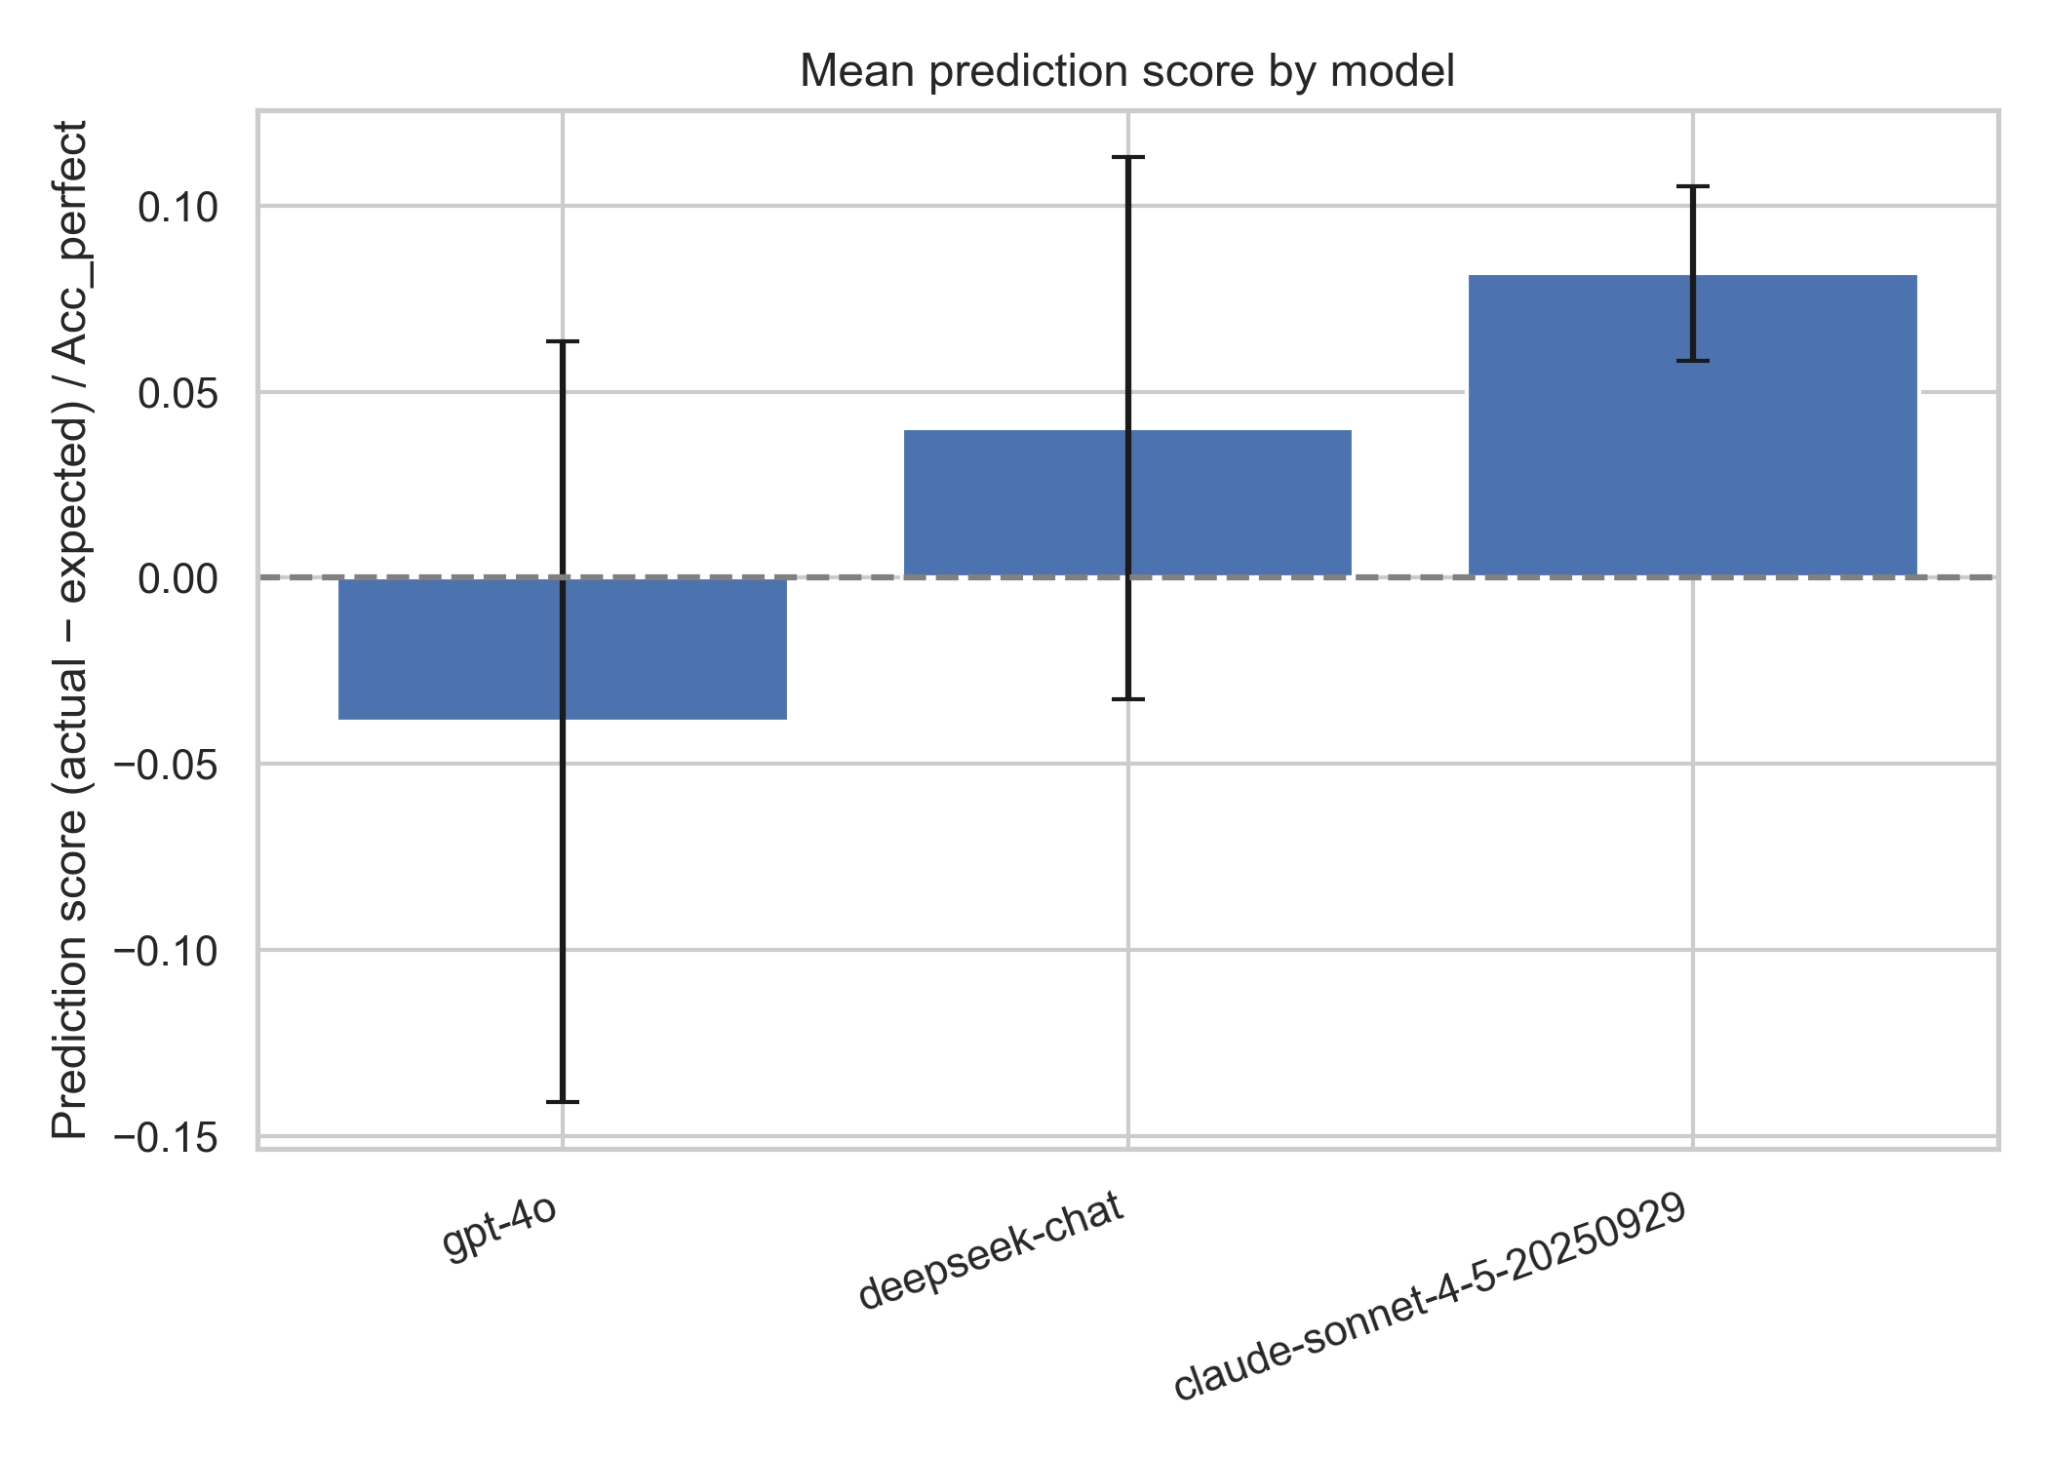 Mean prediction score by model
Prediction score (actual − expected) / Acc_perfect
0.10
0.05
0.00
−0.05
−0.10
−0.15
gpt-4o
deepseek-chat
claude-sonnet-4-5-20250929